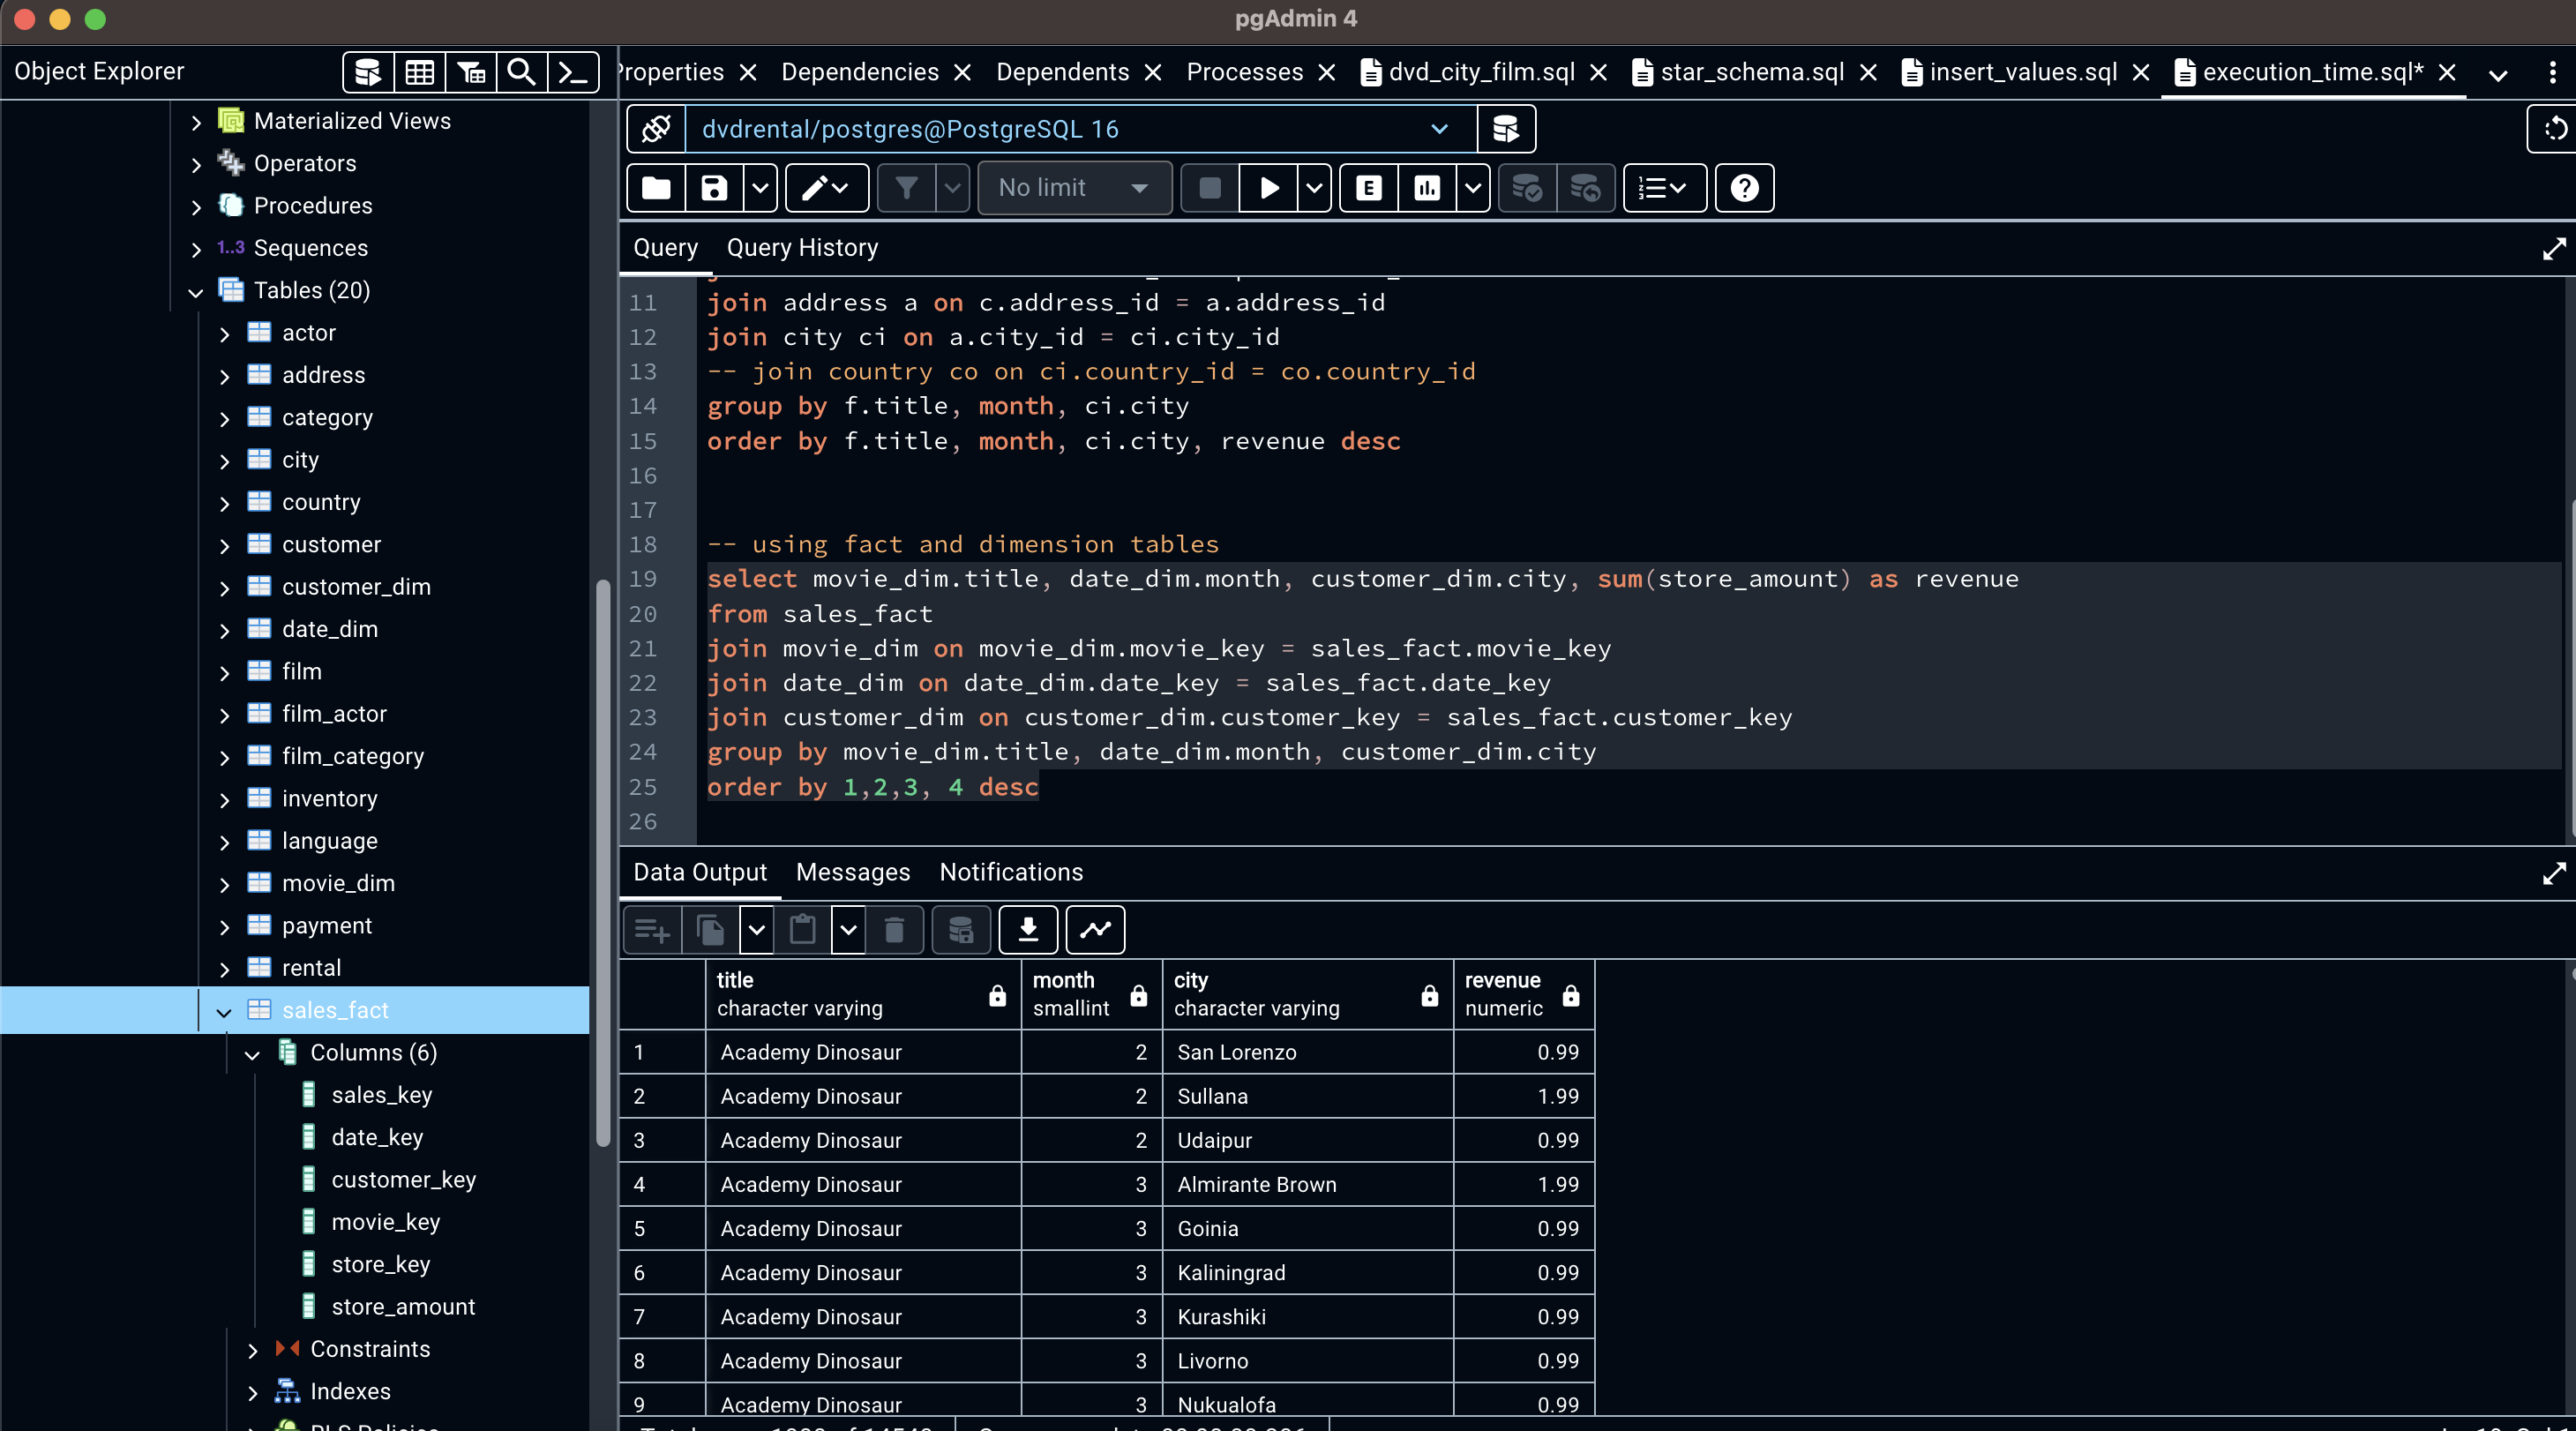 pgAdmin 4
Object Explorer
Properties
Dependencies
Dependents
Processes
dvd_city_film.sql
star_schema.sql
insert_values.sql
execution_time.sql*
Materialized Views
Operators
Procedures
1..3 Sequences
Tables (20)
actor
address
category
city
country
customer
customer_dim
date_dim
film
film_actor
film_category
inventory
language
movie_dim
payment
rental
sales_fact
Columns (6)
sales_key
date_key
customer_key
movie_key
store_key
store_amount
Constraints
Indexes
RLS Policies
dvdrental/postgres@PostgreSQL 16
No limit
E
Query
Query History
11 join address a on c.address_id = a.address_id
12 join city ci on a.city_id = ci.city_id
13 -- join country co on ci.country_id = co.country_id
14 group by f.title, month, ci.city
15 order by f.title, month, ci.city, revenue desc
16
17
18 -- using fact and dimension tables
19 select movie_dim.title, date_dim.month, customer_dim.city, sum(store_amount) as revenue
20 from sales_fact
21 join movie_dim on movie_dim.movie_key = sales_fact.movie_key
22 join date_dim on date_dim.date_key = sales_fact.date_key
23 join customer_dim on customer_dim.customer_key = sales_fact.customer_key
24 group by movie_dim.title, date_dim.month, customer_dim.city
25 order by 1,2,3, 4 desc
26
Data Output
Messages
Notifications
title month city revenue
character varying smallint character varying numeric
1 Academy Dinosaur 2 San Lorenzo 0.99
2 Academy Dinosaur 2 Sullana 1.99
3 Academy Dinosaur 2 Udaipur 0.99
4 Academy Dinosaur 3 Almirante Brown 1.99
5 Academy Dinosaur 3 Goinia 0.99
6 Academy Dinosaur 3 Kaliningrad 0.99
7 Academy Dinosaur 3 Kurashiki 0.99
8 Academy Dinosaur 3 Livorno 0.99
9 Academy Dinosaur 3 Nukualofa 0.99